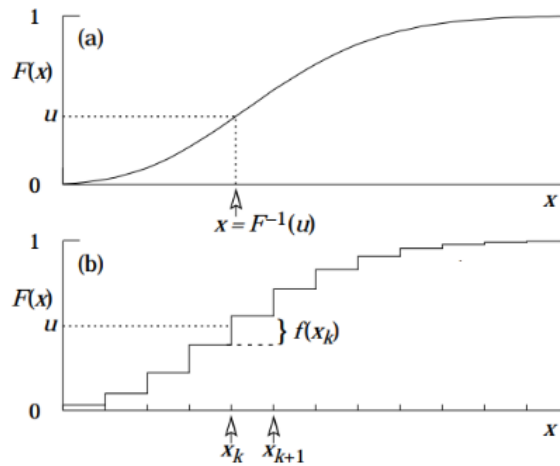 1
(a)
F(x)
u
0
x
x = F⁻¹(u)
1
(b)
F(x)
u
} f(xₖ)
0
x
xₖ xₖ₊₁